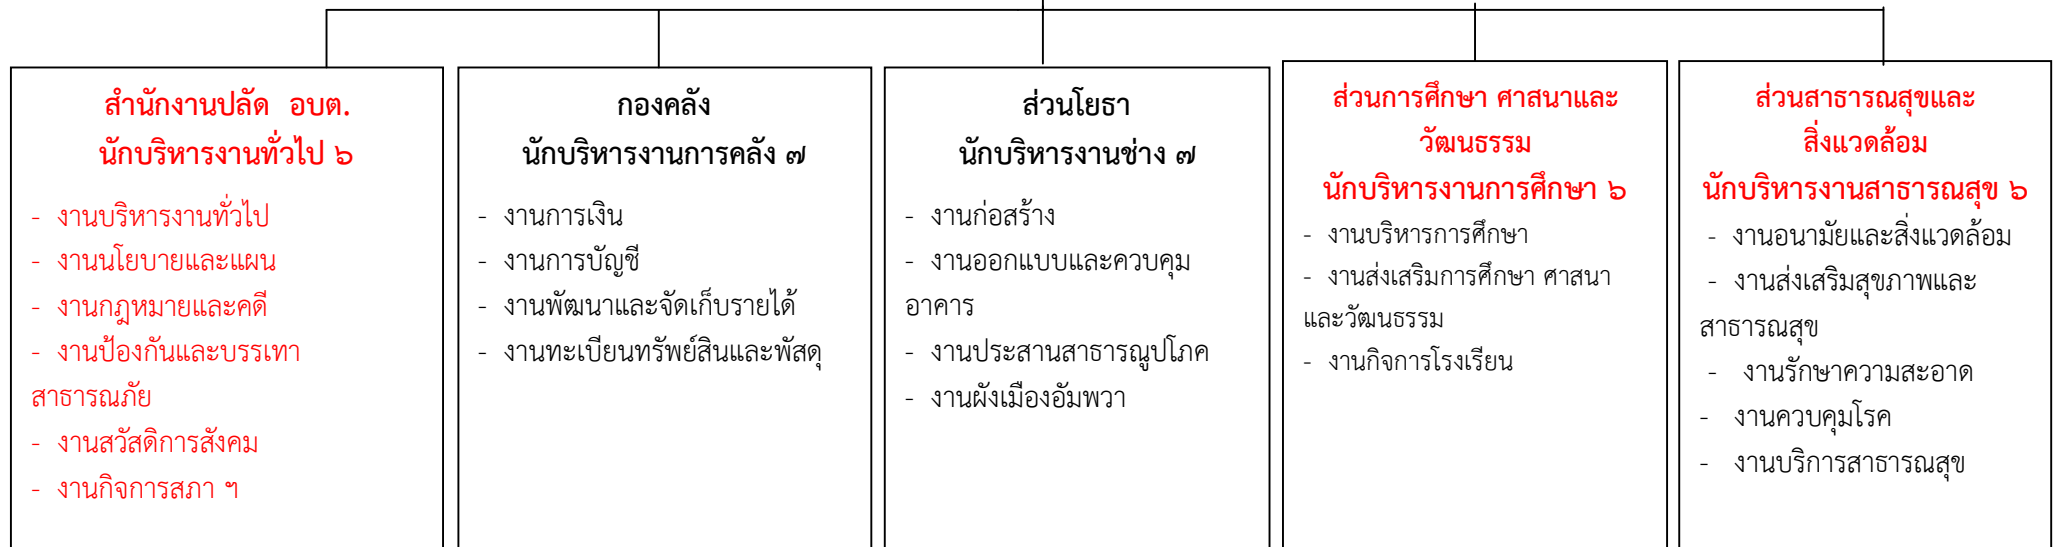 สำนักงานปลัด  อบต.
นักบริหารงานทั่วไป ๖
- งานบริหารงานทั่วไป
- งานนโยบายและแผน
- งานกฎหมายและคดี
- งานป้องกันและบรรเทา
สาธารณภัย
- งานสวัสดิการสังคม
- งานกิจการสภา ฯ
กองคลัง
นักบริหารงานการคลัง ๗
- งานการเงิน
- งานการบัญชี
- งานพัฒนาและจัดเก็บรายได้
- งานทะเบียนทรัพย์สินและพัสดุ
ส่วนโยธา
นักบริหารงานช่าง ๗
- งานก่อสร้าง
- งานออกแบบและควบคุม
อาคาร
- งานประสานสาธารณูปโภค
- งานผังเมืองอัมพวา
ส่วนการศึกษา ศาสนาและ
วัฒนธรรม
นักบริหารงานการศึกษา ๖
- งานบริหารการศึกษา
- งานส่งเสริมการศึกษา ศาสนา
และวัฒนธรรม
- งานกิจการโรงเรียน
ส่วนสาธารณสุขและ
สิ่งแวดล้อม
นักบริหารงานสาธารณสุข ๖
- งานอนามัยและสิ่งแวดล้อม
- งานส่งเสริมสุขภาพและ
สาธารณสุข
- งานรักษาความสะอาด
- งานควบคุมโรค
- งานบริการสาธารณสุข